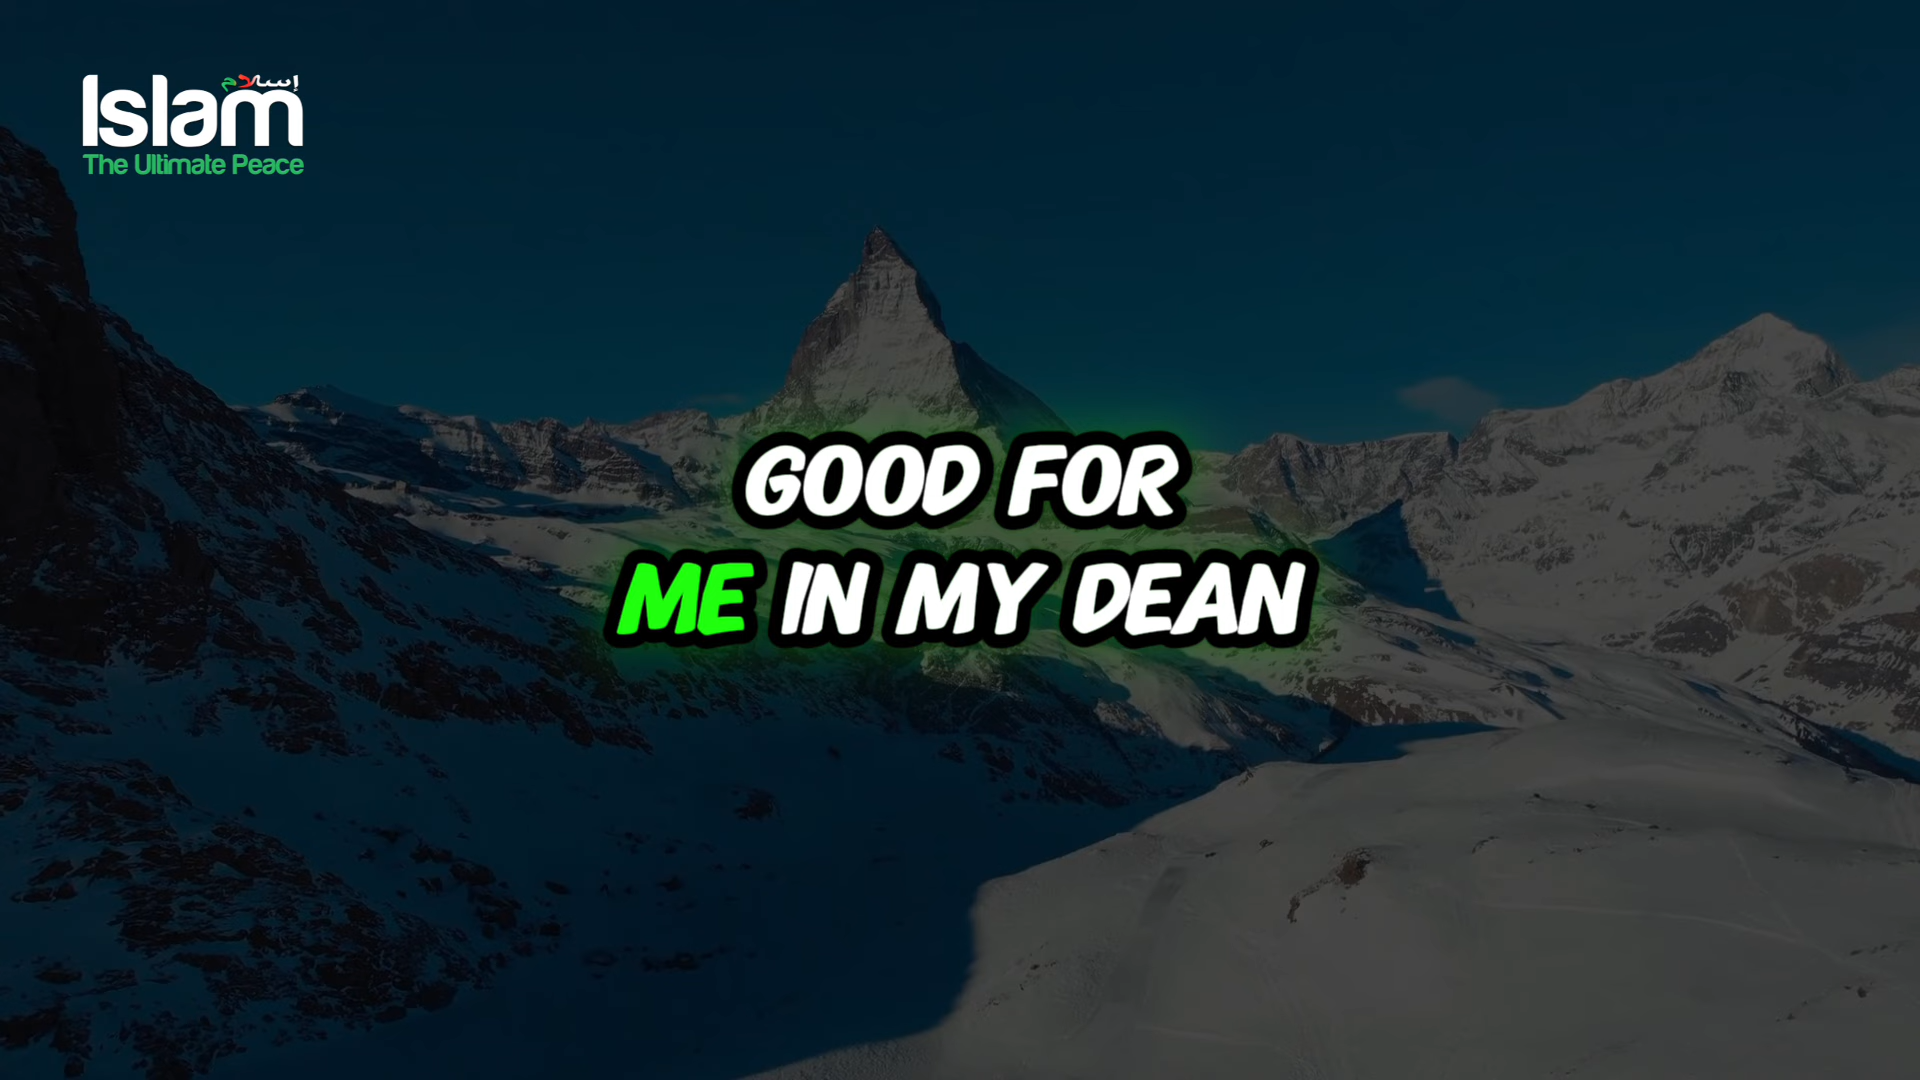 إسلام
Islam
The Ultimate Peace
GOOD FOR
ME IN MY DEAN